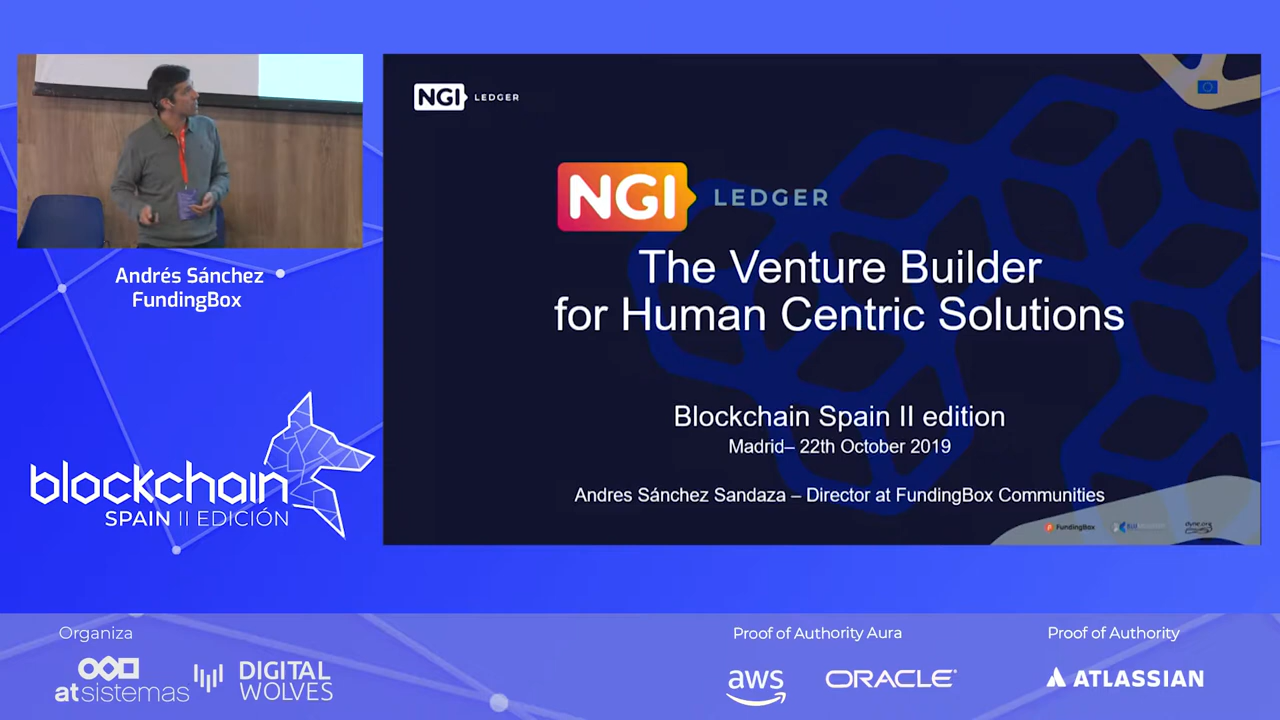 NGI LEDGER
NGI LEDGER
The Venture Builder
for Human Centric Solutions
Blockchain Spain II edition
Madrid– 22th October 2019
Andres Sánchez Sandaza – Director at FundingBox Communities
FundingBox
dyne.org
Andrés Sánchez
FundingBox
blockchain
SPAIN II EDICIÓN
Organiza
atsistemas
DIGITAL
WOLVES
Proof of Authority Aura
aws
ORACLE
Proof of Authority
ATLASSIAN